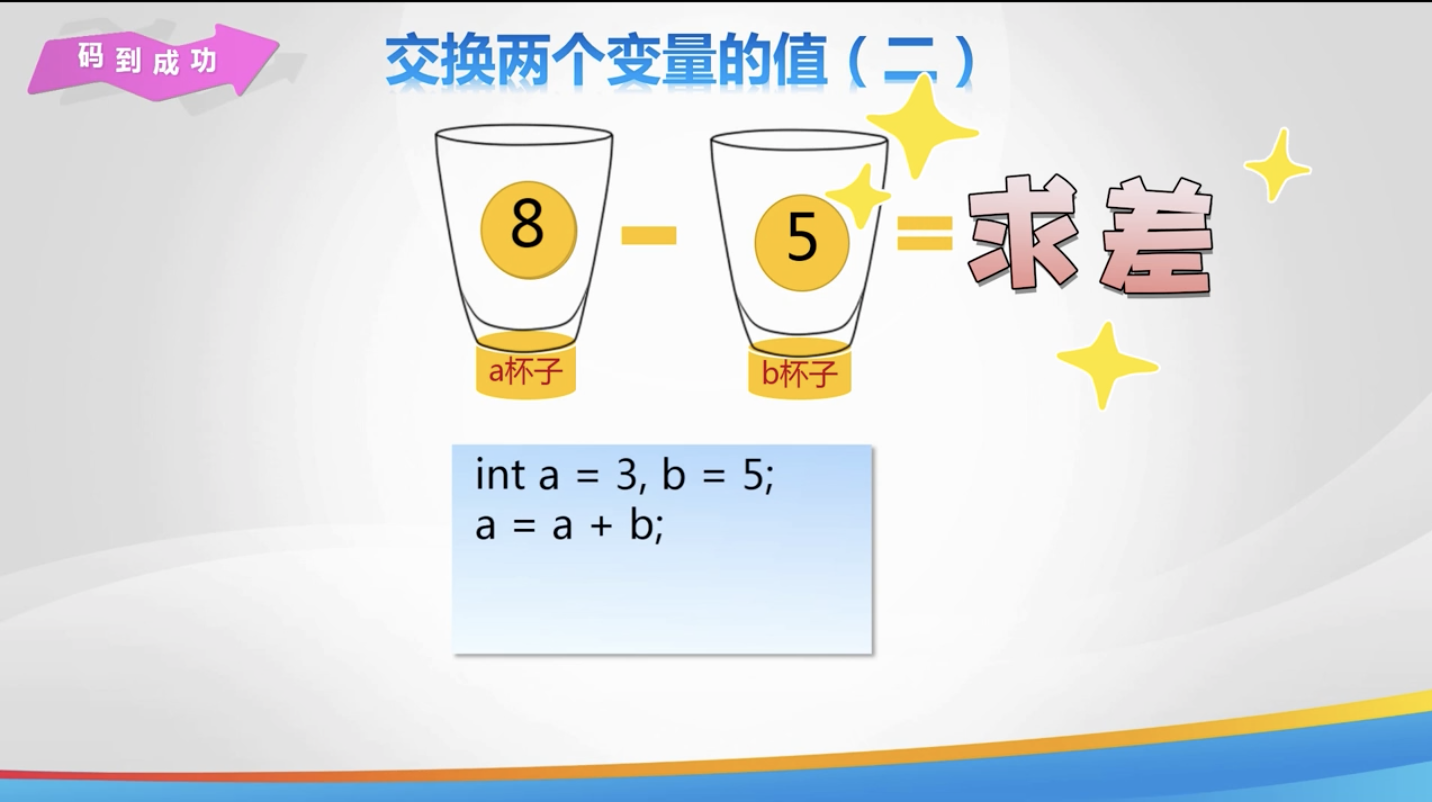 码到成功
交换两个变量的值（二）
8 - 5 = 求差
a杯子 b杯子
int a = 3, b = 5;
a = a + b;